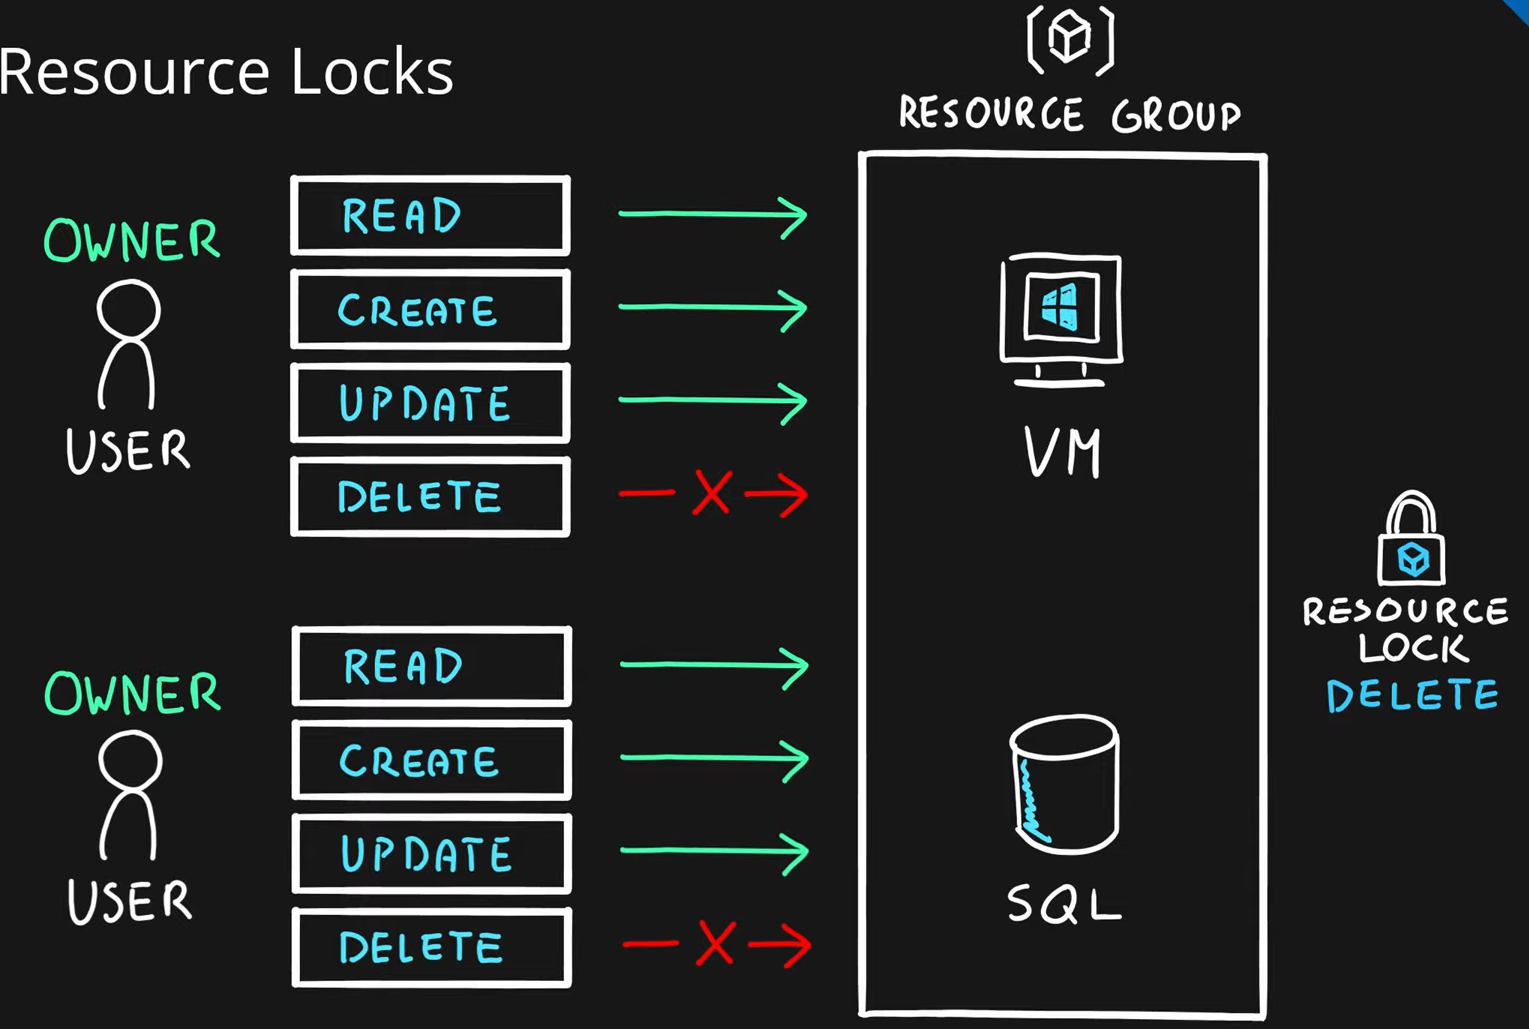 Resource Locks
RESOURCE GROUP
OWNER
USER
READ
CREATE
UPDATE
DELETE
VM
OWNER
USER
READ
CREATE
UPDATE
DELETE
SQL
RESOURCE
LOCK
DELETE